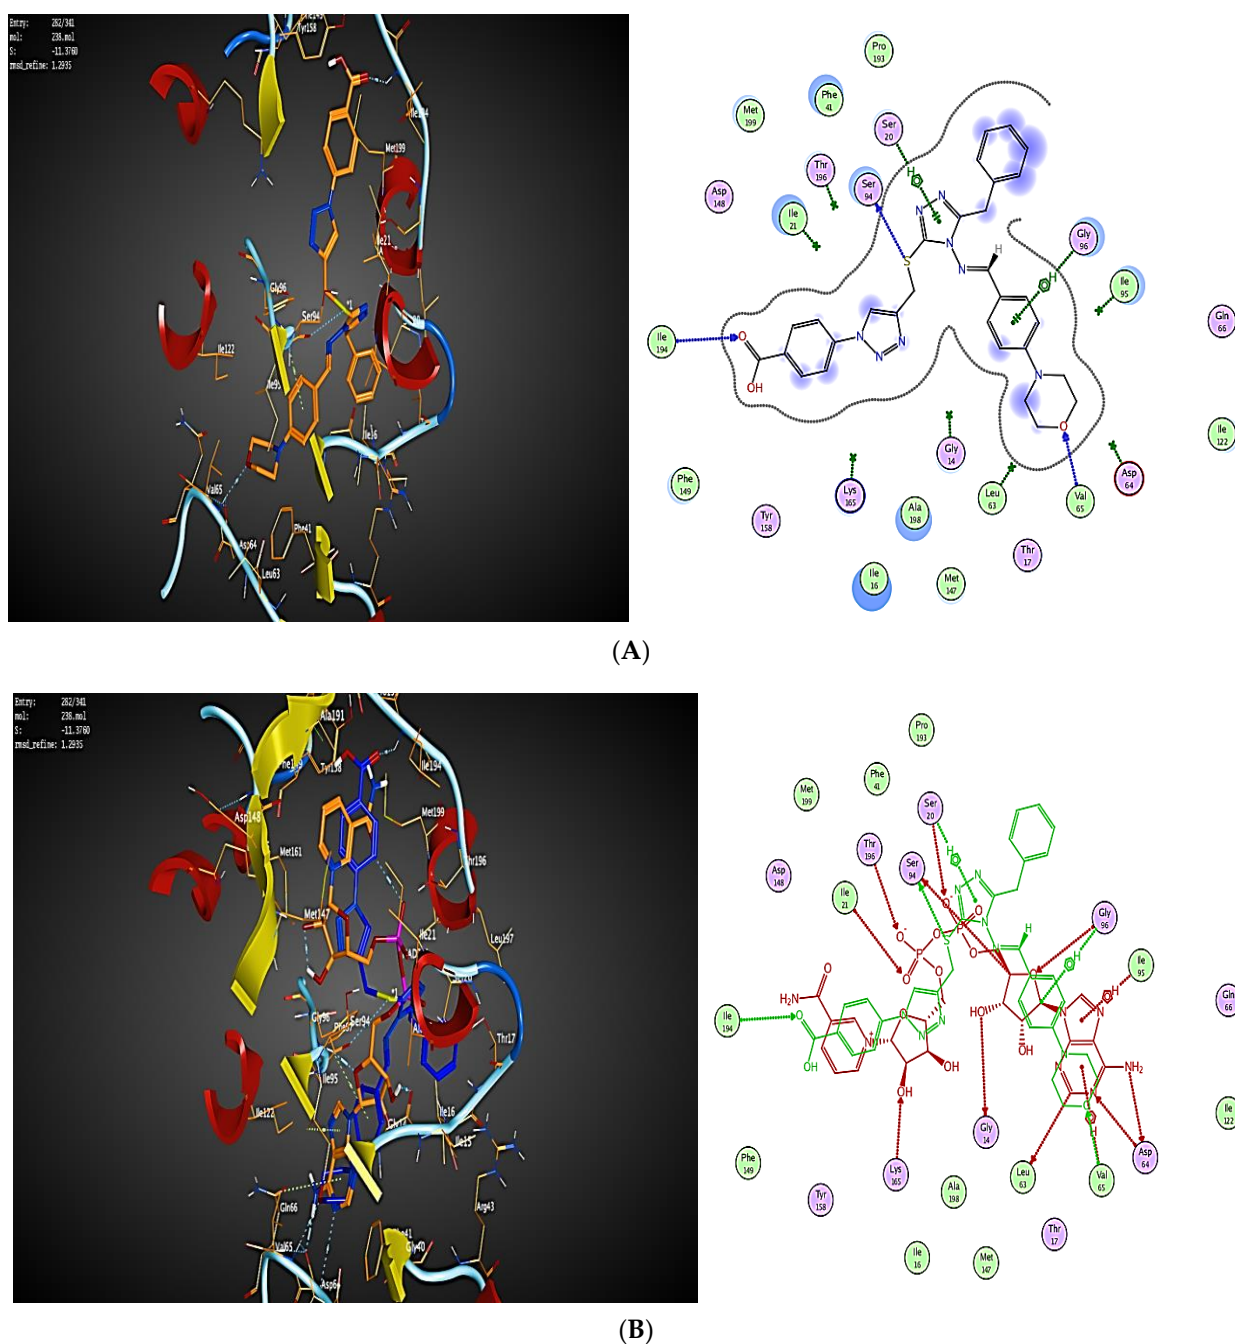 Entry: 282/341
mol: 238.mol
S: -11.3760
rmsd_refine: 1.2935
Tyr158
Ile194
Met199
Ile21
Gly96
Ser94
*1
Ile122
Ile95
Ile16
Val65
Asp64
Phe41
Leu63
Pro 193
Phe 41
Met 199
Ser 20
Thr 196
Ser 94
Asp 148
Ile 21
Gly 96
Ile 95
Gln 66
Ile 194
Ile 122
Gly 14
Asp 64
Phe 149
Lys 165
Leu 63
Val 65
Tyr 158
Ala 198
Thr 17
Ile 16
Met 147
H
H
H
N
N
N
N
N
S
N
N
N
N
O
OH
O
(A)
Entry: 282/341
mol: 238.mol
S: -11.3760
rmsd_refine: 1.2935
Ala191
Tyr158
Ile194
Asp148
Met199
Met161
Thr196
Met147
Ile21
Leu197
*1
Gly96
Ser94
Thr17
Ile95
Ile122
Ile16
Ile15
Gln66
Arg43
Gly40
Val65
Asp64
Pro 193
Phe 41
Met 199
Ser 20
Thr 196
Ser 94
Asp 148
Ile 21
Gly 96
Ile 95
Gln 66
Ile 194
Ile 122
Gly 14
Asp 64
Phe 149
Lys 165
Leu 63
Val 65
Tyr 158
Ala 198
Thr 17
Ile 16
Met 147
H₂N
O
OH
OH
OH
HO
OH
NH₂
(B)